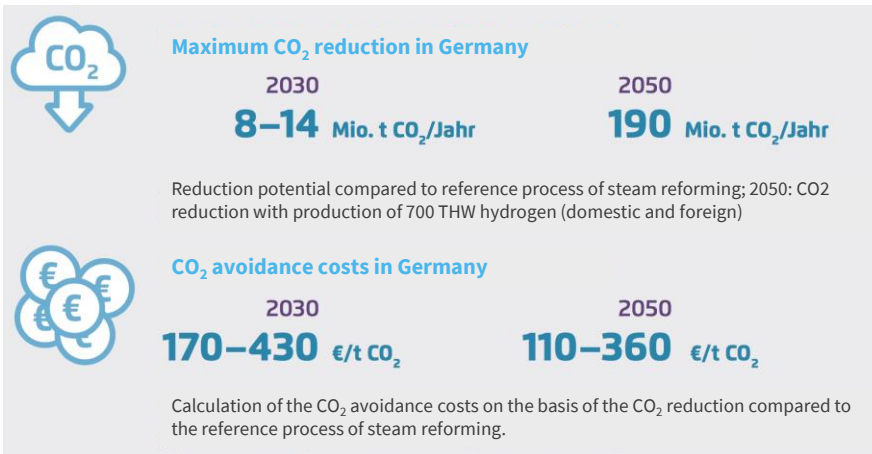 CO₂
Maximum CO₂ reduction in Germany
2030
2050
8–14 Mio. t CO₂/Jahr
190 Mio. t CO₂/Jahr
Reduction potential compared to reference process of steam reforming; 2050: CO2
reduction with production of 700 THW hydrogen (domestic and foreign)
€ € € € €
CO₂ avoidance costs in Germany
2030
2050
170–430 €/t CO₂
110–360 €/t CO₂
Calculation of the CO₂ avoidance costs on the basis of the CO₂ reduction compared to
the reference process of steam reforming.